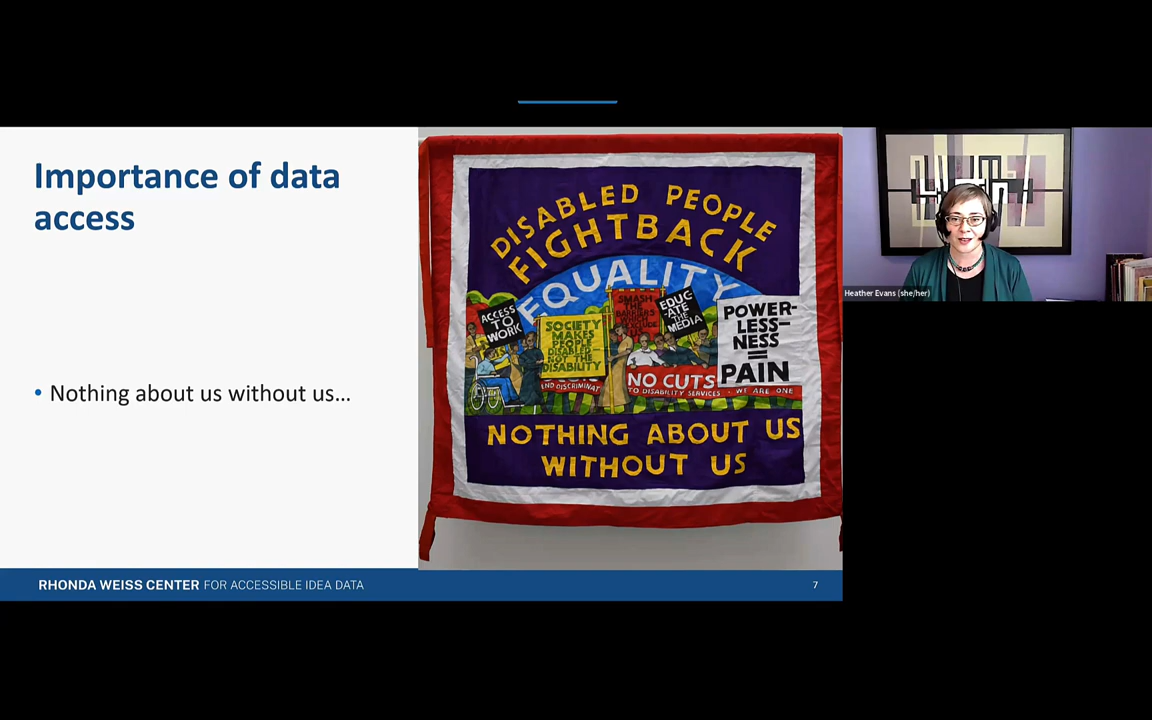 Importance of data
access
• Nothing about us without us...
DISABLED PEOPLE
FIGHTBACK
EQUALITY
ACCESS
TO
WORK
SOCIETY
MAKES
PEOPLE
DISABLED
NOT THE
DISABILITY
SMASH
THE
BARRIERS
WHICH
EXCLUDE
US
EDUC-
-ATE
THE
MEDIA
POWER-
LESS-
NESS
=
PAIN
END DISCRIMINAT
NO CUTS
TO DISABILITY SERVICES • WE ARE ONE
NOTHING ABOUT US
WITHOUT US
Heather Evans (she/her)
RHONDA WEISS CENTER FOR ACCESSIBLE IDEA DATA
7